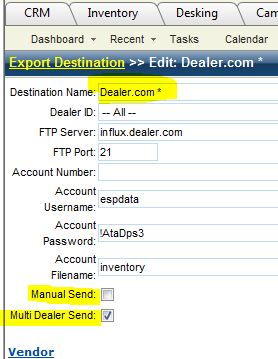 CRM Inventory Desking Cam
Dashboard Recent Tasks Calendar
Export Destination >> Edit: Dealer.com *
Destination Name: Dealer.com *
Dealer ID: -- All --
FTP Server: influx.dealer.com
FTP Port: 21
Account Number:
Account
Username: espdata
Account
Password: !AtaDps3
Account
Filename: inventory
Manual Send:
Multi Dealer Send:
Vendor